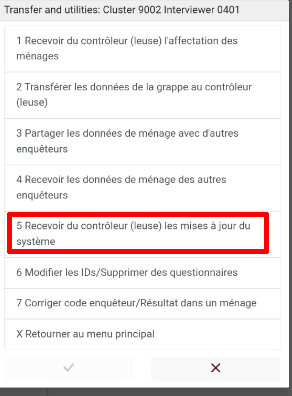 Transfer and utilities: Cluster 9002 Interviewer 0401
1 Recevoir du contrôleur (leuse) l'affectation des
ménages
2 Transférer les données de la grappe au contrôleur
(leuse)
3 Partager les données de ménage avec d'autres
enquêteurs
4 Recevoir les données de ménage des autres
enquêteurs
5 Recevoir du contrôleur (leuse) les mises à jour du
système
6 Modifier les IDs/Supprimer des questionnaires
7 Corriger code enquêteur/Résultat dans un ménage
X Retourner au menu principal